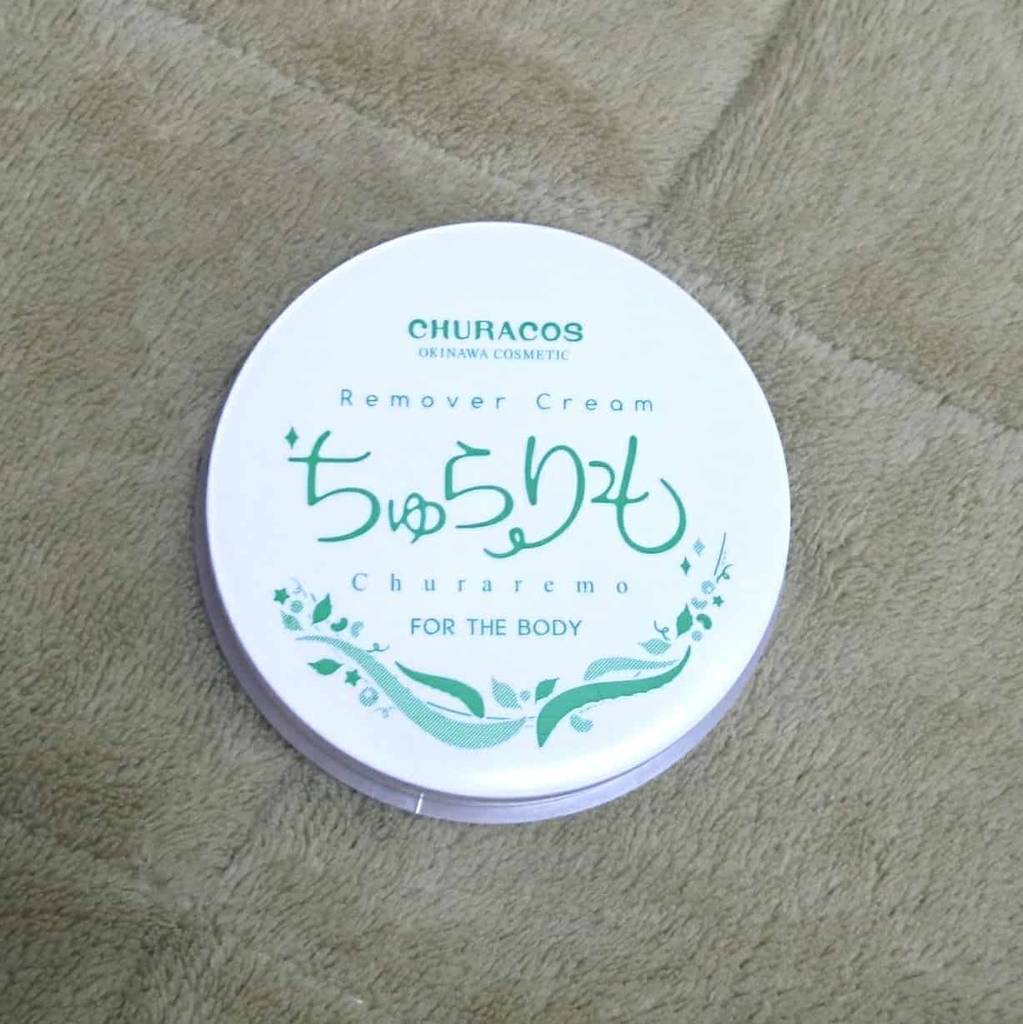 CHURACOS
OKINAWA COSMETIC
Remover Cream
ちゅらりも
Churaremo
FOR THE BODY